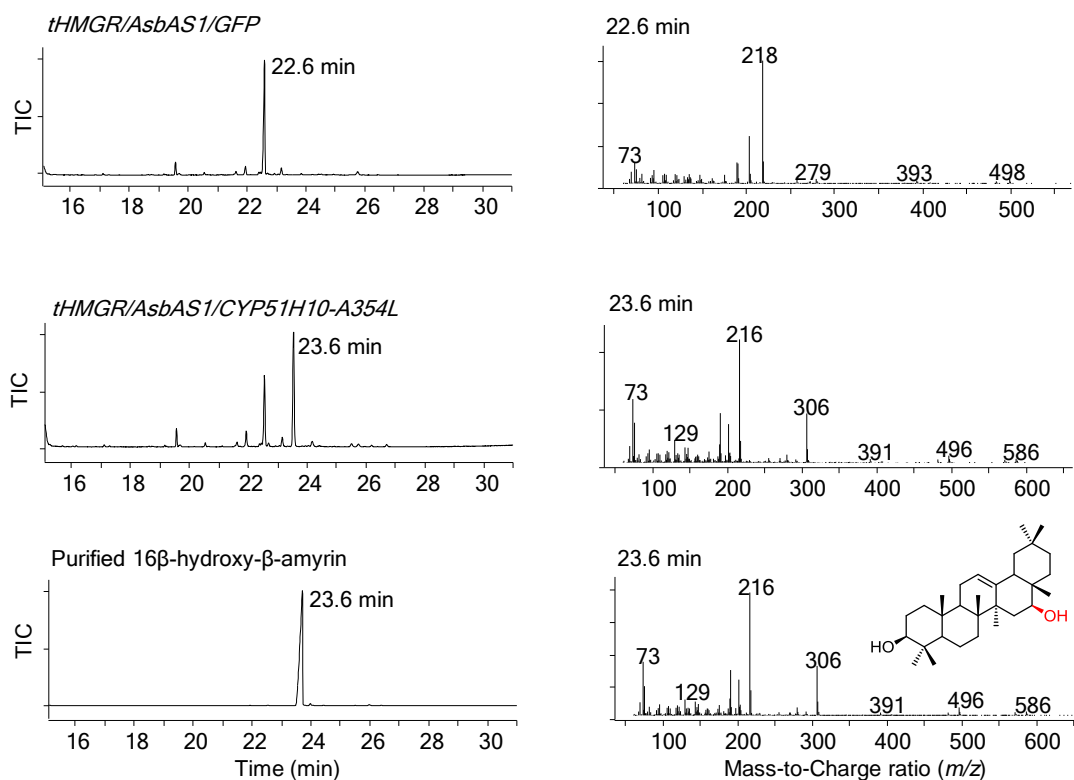 tHMGR/AsbAS1/GFP
22.6 min
TIC
16 18 20 22 24 26 28 30
22.6 min
218
73
279
393
498
100 200 300 400 500
tHMGR/AsbAS1/CYP51H10-A354L
23.6 min
TIC
16 18 20 22 24 26 28 30
23.6 min
216
73
306
129
391
496
586
100 200 300 400 500 600
Purified 16β-hydroxy-β-amyrin
23.6 min
TIC
16 18 20 22 24 26 28 30
Time (min)
23.6 min
216
73
306
129
391
496
586
HO
OH
100 200 300 400 500 600
Mass-to-Charge ratio (m/z)